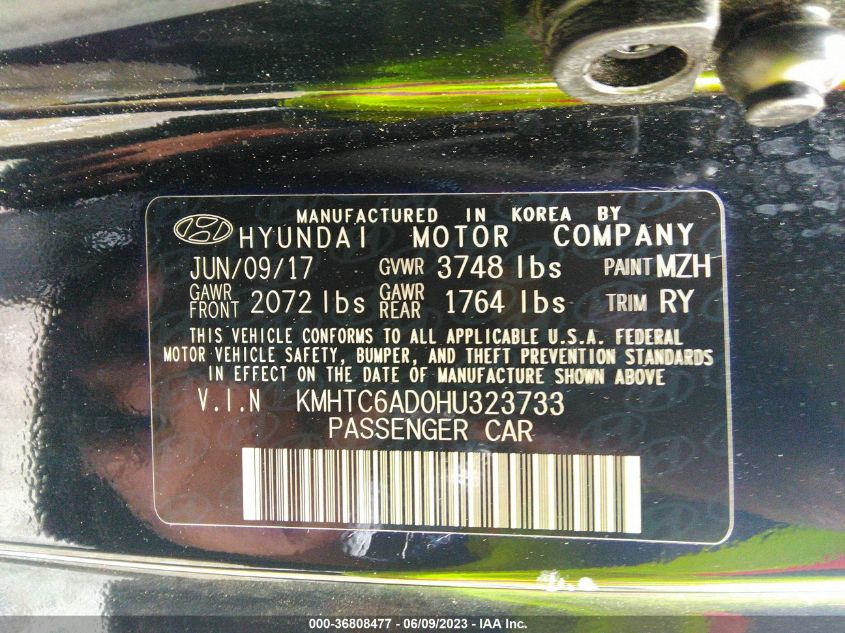 MANUFACTURED IN KOREA BY
HYUNDAI MOTOR COMPANY
JUN/09/17 GVWR 3748 lbs PAINT MZH
GAWR FRONT 2072 lbs GAWR REAR 1764 lbs TRIM RY
THIS VEHICLE CONFORMS TO ALL APPLICABLE U.S.A. FEDERAL
MOTOR VEHICLE SAFETY, BUMPER, AND THEFT PREVENTION STANDARDS
IN EFFECT ON THE DATE OF MANUFACTURE SHOWN ABOVE
V.I.N KMHTC6AD0HU323733
PASSENGER CAR
000-36808477 - 06/09/2023 - IAA Inc.